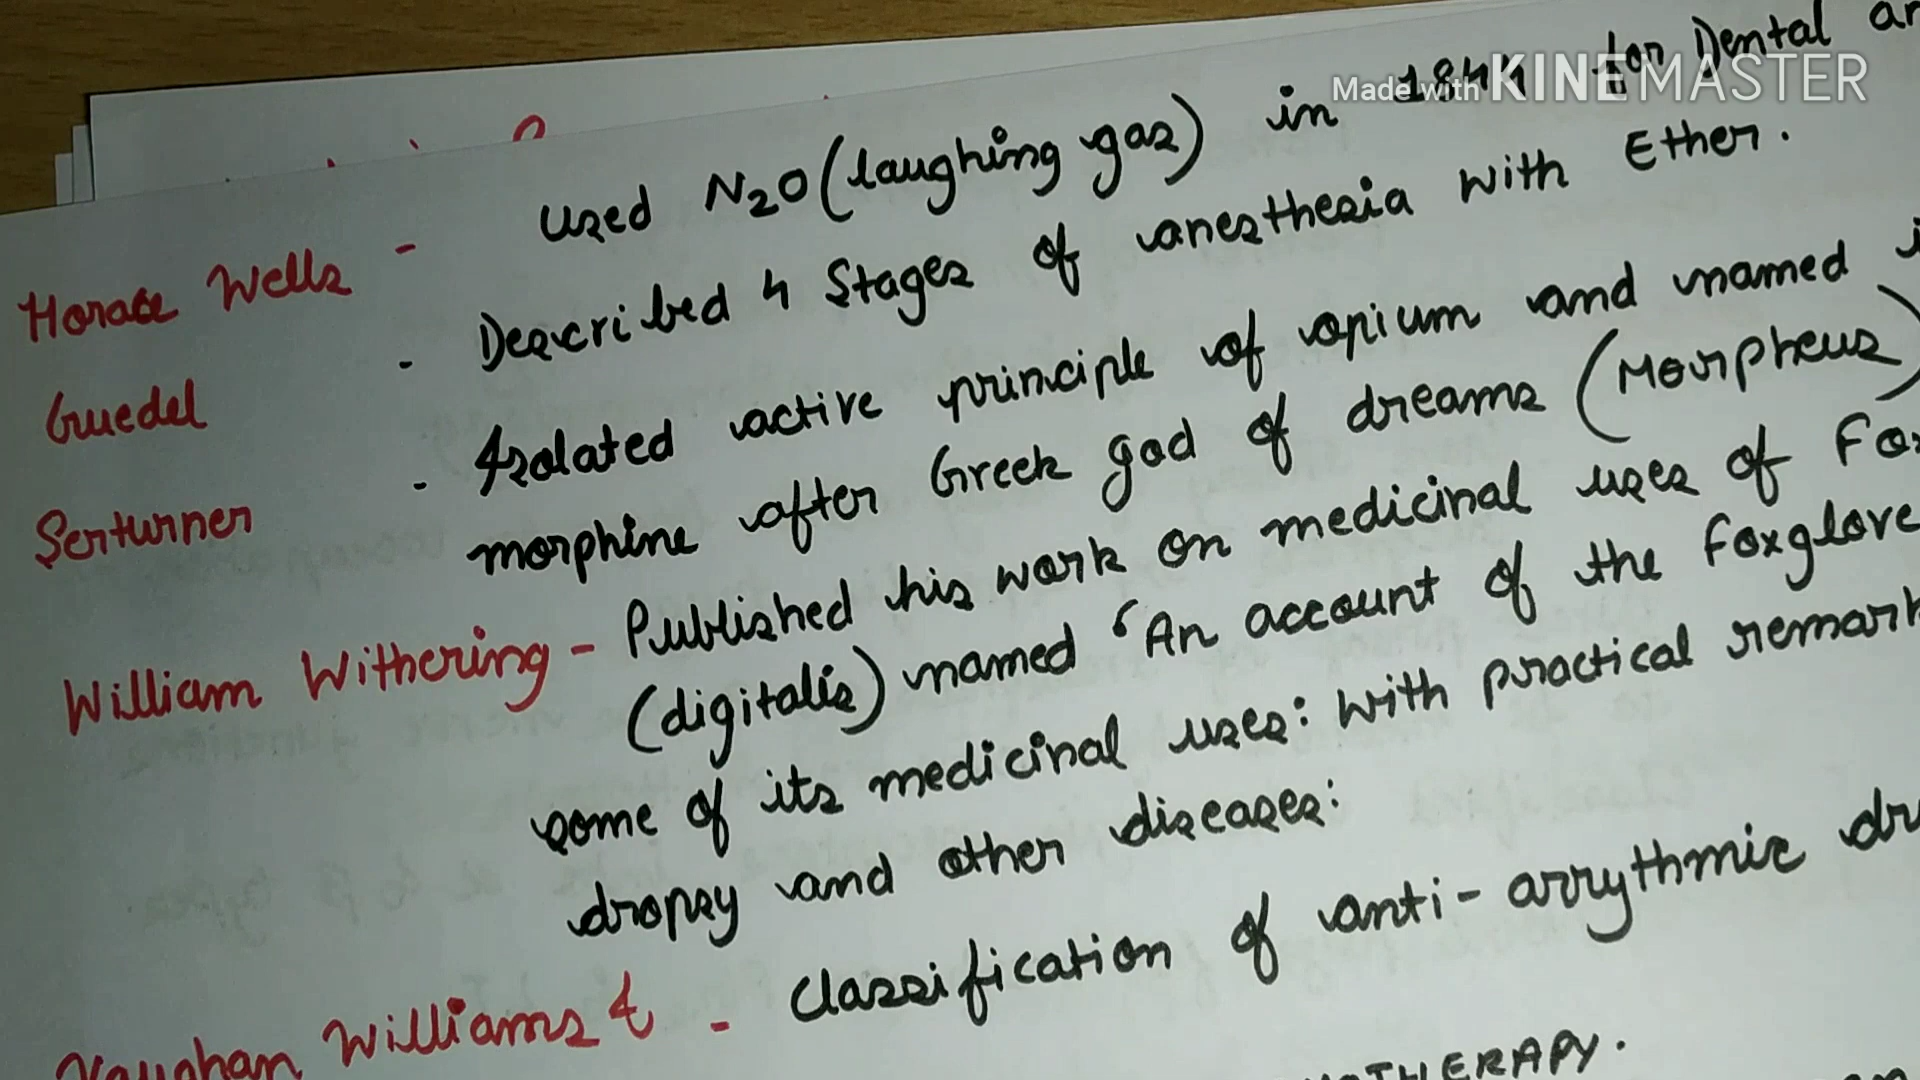 Made with KINEMASTER
Horace Wells - Used N2O (laughing gas) in 1844 for Dental
Guedel - Described 4 Stages of anesthesia with Ether.
Serturner - Isolated active principle of opium and named
morphine after Greek god of dreams (Morpheus)
William Withering - Published his work on medicinal uses of
(digitalis) named 'An account of the Foxglove
some of its medicinal uses: With practical
dropsy and other diseases:
Vaughan Williams & - Classification of anti-arrythmic